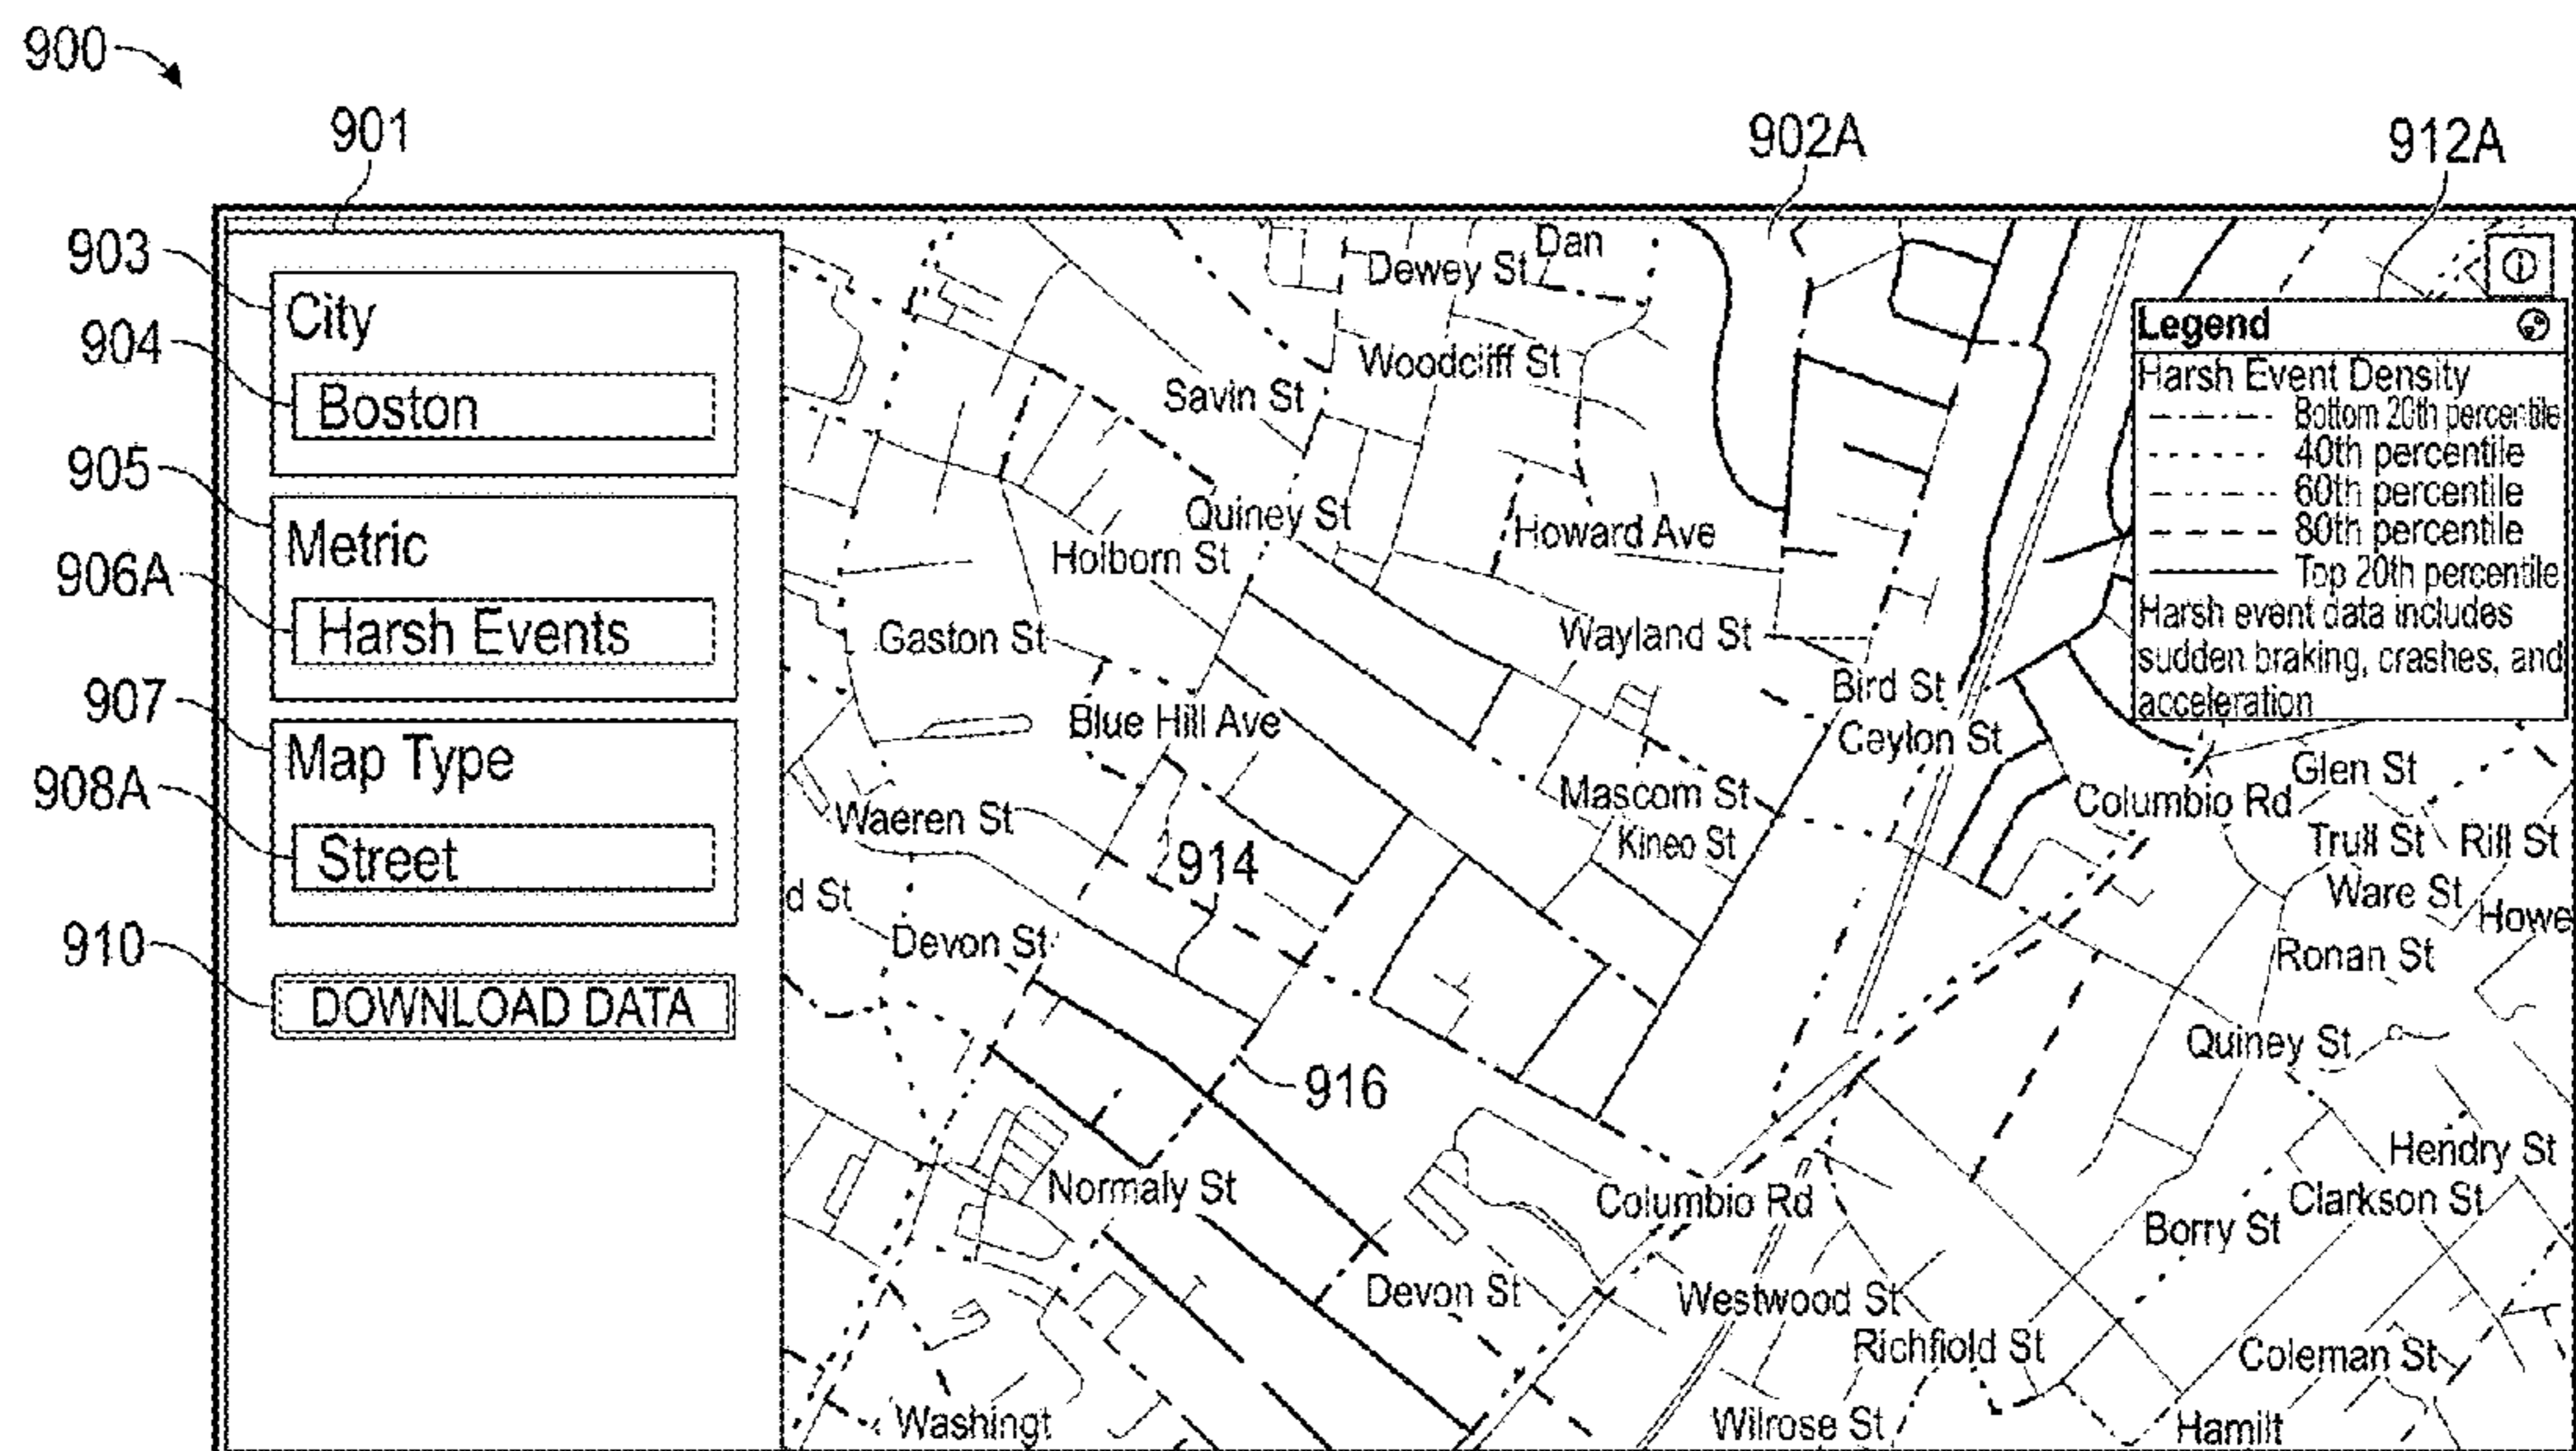 900
901
902A
912A
903
City
904
Boston
905
Metric
906A
Harsh Events
907
Map Type
908A
Street
910
DOWNLOAD DATA
Dan
Dewey St
Woodcliff St
Savin St
Quiney St
Howard Ave
Holborn St
Gaston St
Wayland St
Bird St
Blue Hill Ave
Ceylon St
Mascom St
Waeren St
Kineo St
914
d St
Devon St
916
Normaly St
Columbio Rd
Devon St
Westwood St
Richfiold St
Washingt
Wilrose St
Legend
Harsh Event Density
Bottom 20th percentile
40th percentile
60th percentile
80th percentile
Top 20th percentile
Harsh event data includes
sudden braking, crashes, and
acceleration
Glen St
Columbio Rd
Trull St
Rill St
Ware St
Howe
Ronan St
Quiney St
Hendry St
Clarkson St
Borry St
Coleman St
Hamilt